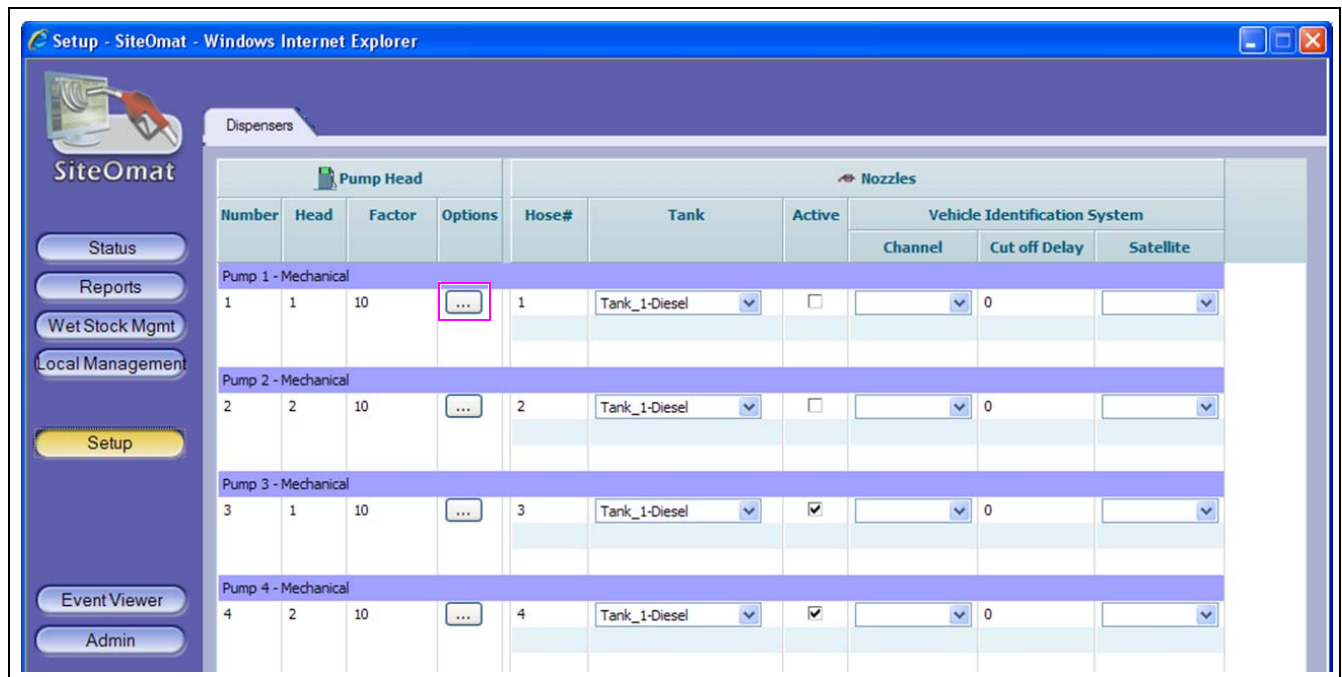 Setup - SiteOmat - Windows Internet Explorer
SiteOmat
Status
Reports
Wet Stock Mgmt
Local Management
Setup
Event Viewer
Admin
Dispensers
Pump Head Nozzles
Number Head Factor Options Hose# Tank Active Vehicle Identification System
Channel Cut off Delay Satellite
Pump 1 - Mechanical
1 1 10 ... 1 Tank_1-Diesel 0
Pump 2 - Mechanical
2 2 10 ... 2 Tank_1-Diesel 0
Pump 3 - Mechanical
3 1 10 ... 3 Tank_1-Diesel 0
Pump 4 - Mechanical
4 2 10 ... 4 Tank_1-Diesel 0